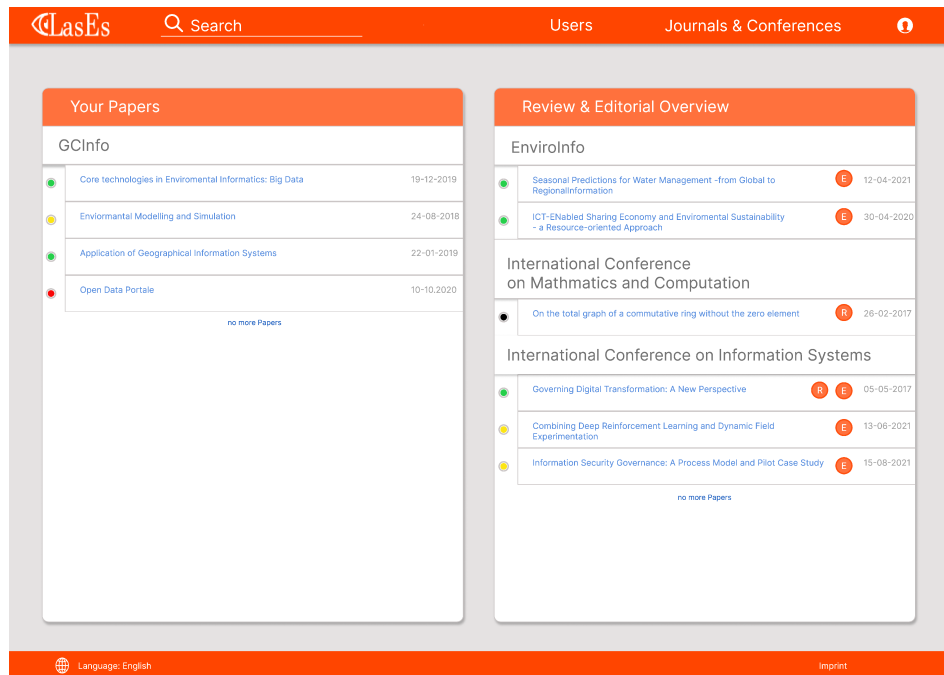 CLasEs
Search
Users
Journals & Conferences
Your Papers
GCInfo
Core technologies in Enviromental Informatics: Big Data
19-12-2019
Enviormantal Modelling and Simulation
24-08-2018
Application of Geographical Information Systems
22-01-2019
Open Data Portale
10-10.2020
no more Papers
Review & Editorial Overview
EnviroInfo
Seasonal Predictions for Water Management -from Global to
RegionalInformation
E
12-04-2021
ICT-ENabled Sharing Economy and Enviromental Sustainability
- a Resource-oriented Approach
E
30-04-2020
International Conference
on Mathmatics and Computation
On the total graph of a commutative ring without the zero element
R
26-02-2017
International Conference on Information Systems
Governing Digital Transformation: A New Perspective
R
E
05-05-2017
Combining Deep Reinforcement Learning and Dynamic Field
Experimentation
E
13-06-2021
Information Security Governance: A Process Model and Pilot Case Study
E
15-08-2021
no more Papers
Language: English
Imprint